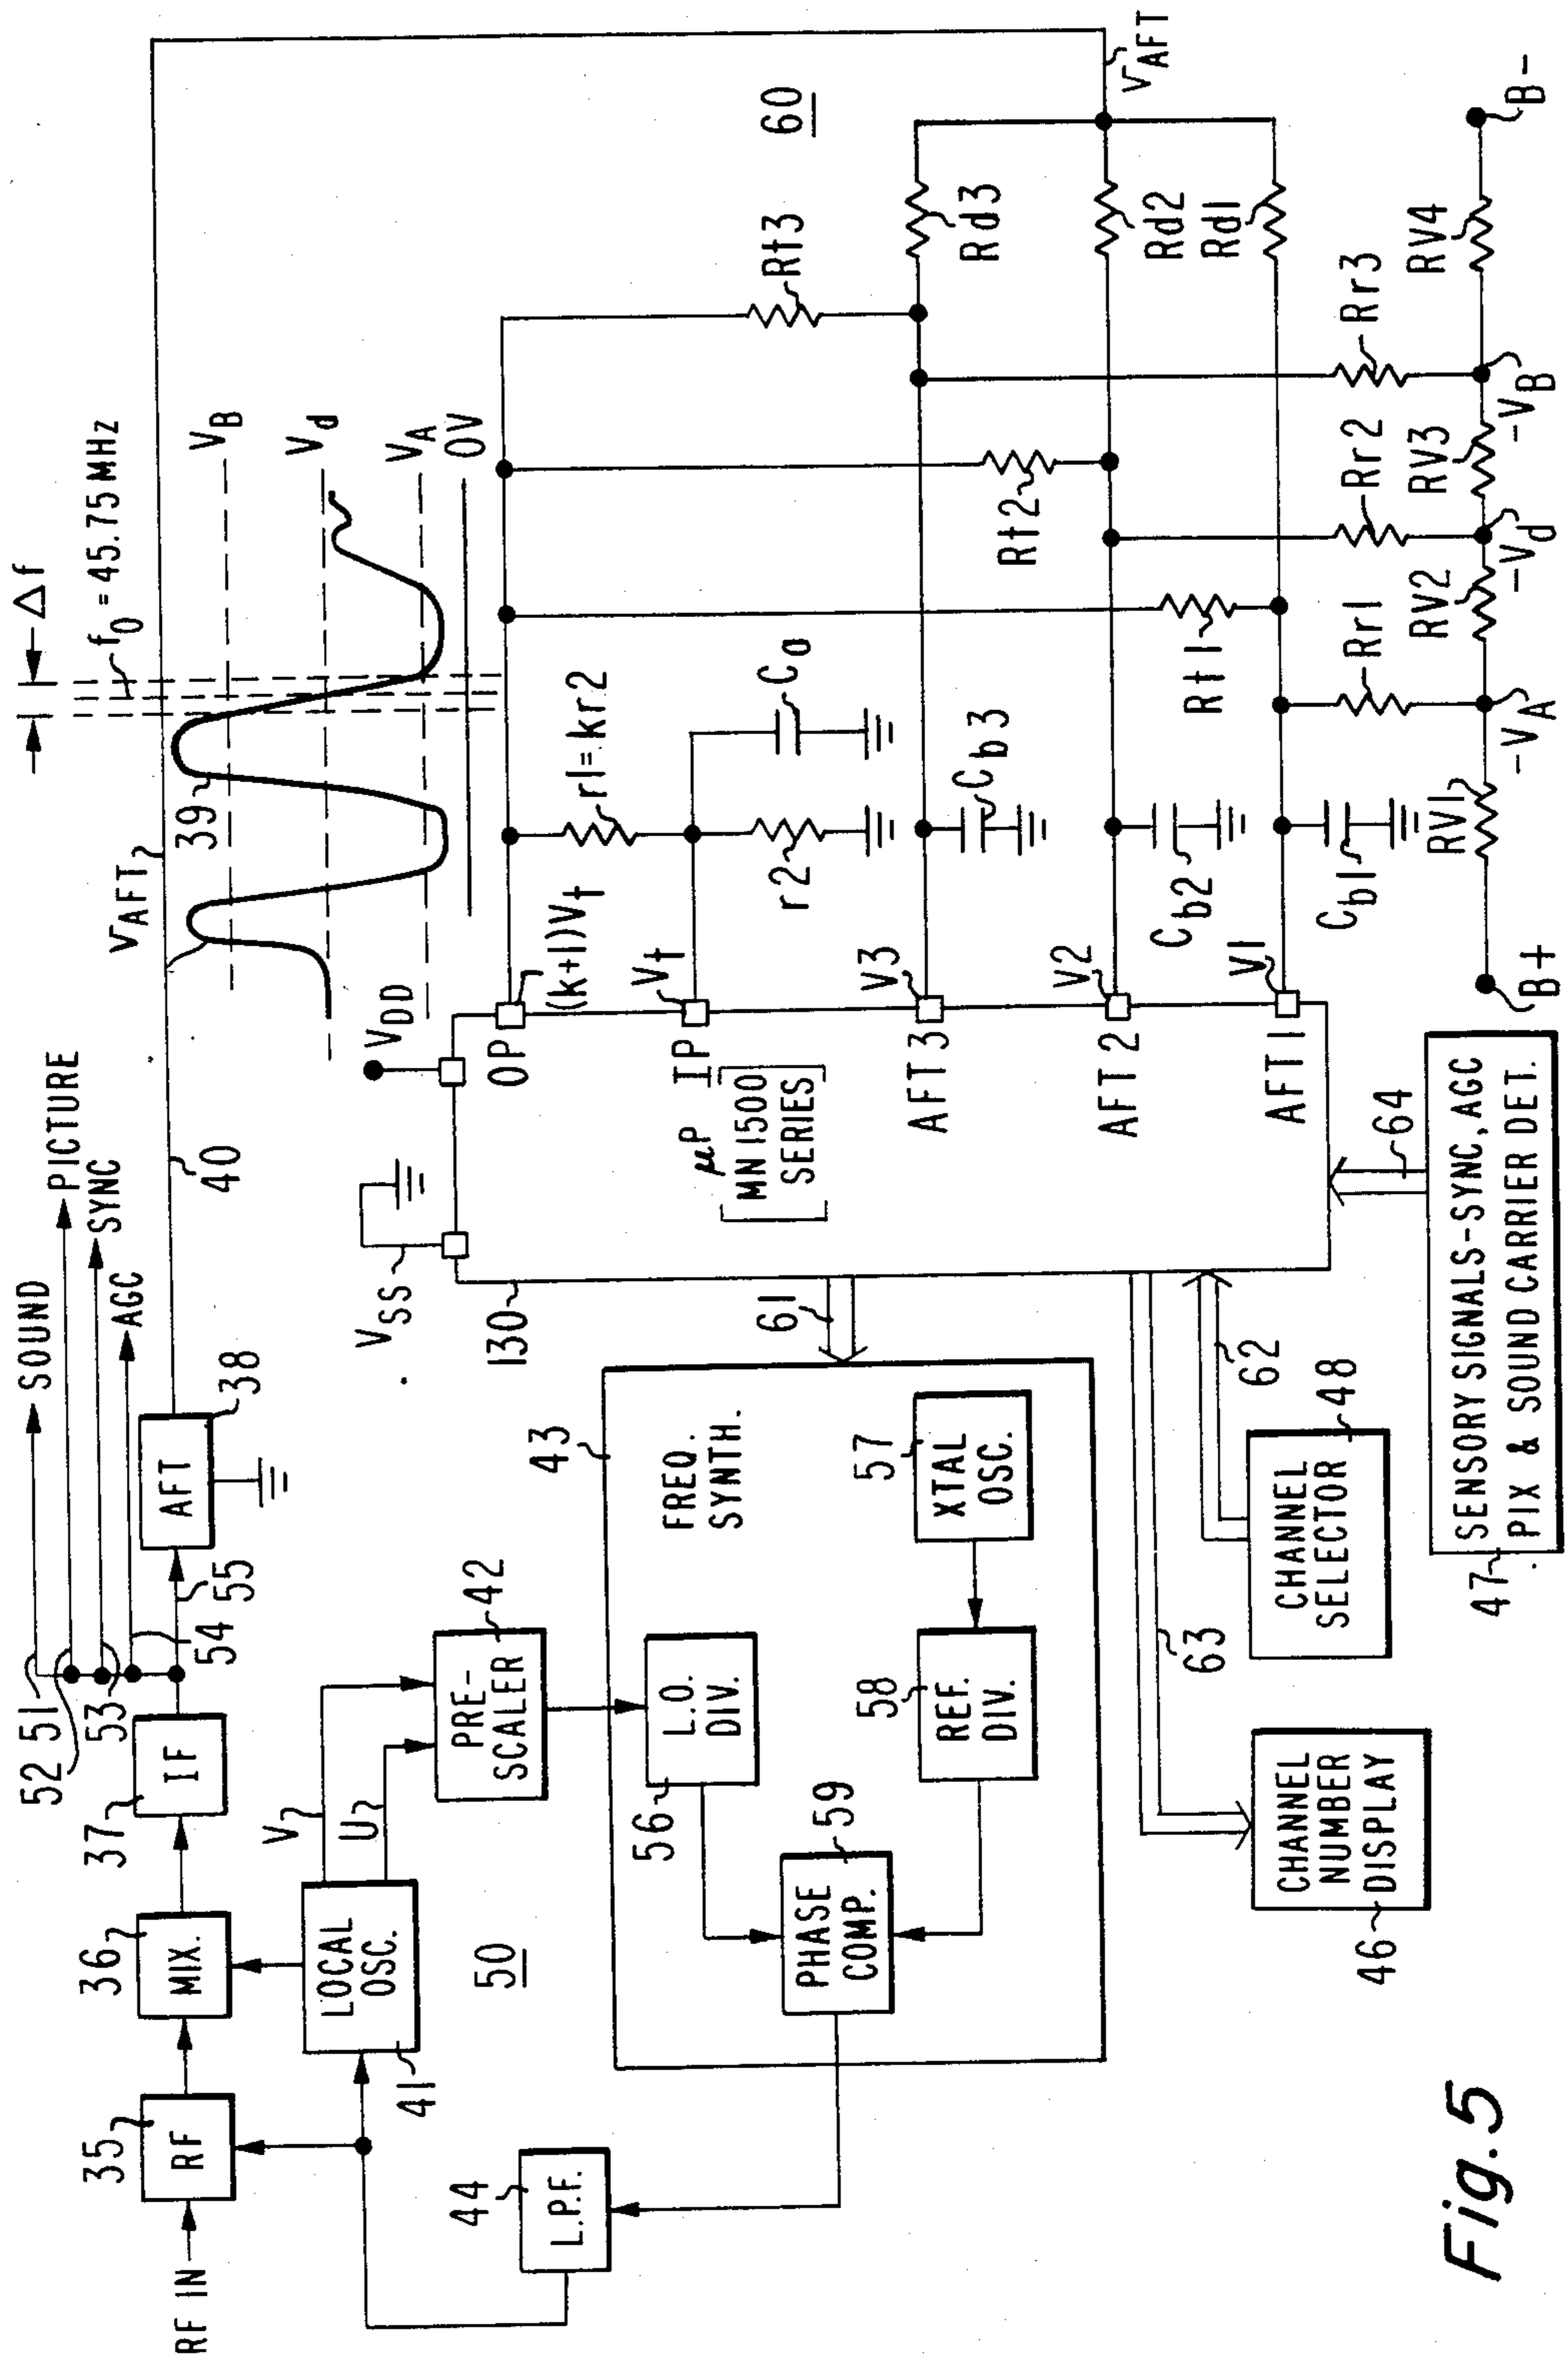 RF IN
35
RF
36
MIX.
37
IF
52
51
53
54
55
SOUND
PICTURE
SYNC
AGC
AFT
38
40
VAFT
39
Δf
f0 = 45.75 MHz
VB
Vd
VA
0V
41
LOCAL
OSC.
V
U
50
PRE-
SCALER
42
44
L.P.F.
43
FREQ.
SYNTH.
56
L.O.
DIV.
57
XTAL
OSC.
58
REF.
DIV.
59
PHASE
COMP.
61
130
VSS
VDD
OP
(k+1)Vt
IP
Vt
μP
MN 1500
SERIES
AFT 3
V3
AFT 2
V2
AFT 1
V1
r1=kr2
r2
Ca
Cb3
Cb2
Cb1
60
Rt3
Rt2
Rt1
Rd3
Rd2
Rd1
VAFT
Rr1
Rr2
Rr3
B+
RV1
-VA
RV2
-Vd
RV3
-VB
RV4
B-
63
62
64
46
CHANNEL
NUMBER
DISPLAY
CHANNEL
SELECTOR
48
47
SENSORY SIGNALS-SYNC, AGC
PIX & SOUND CARRIER DET.
Fig. 5